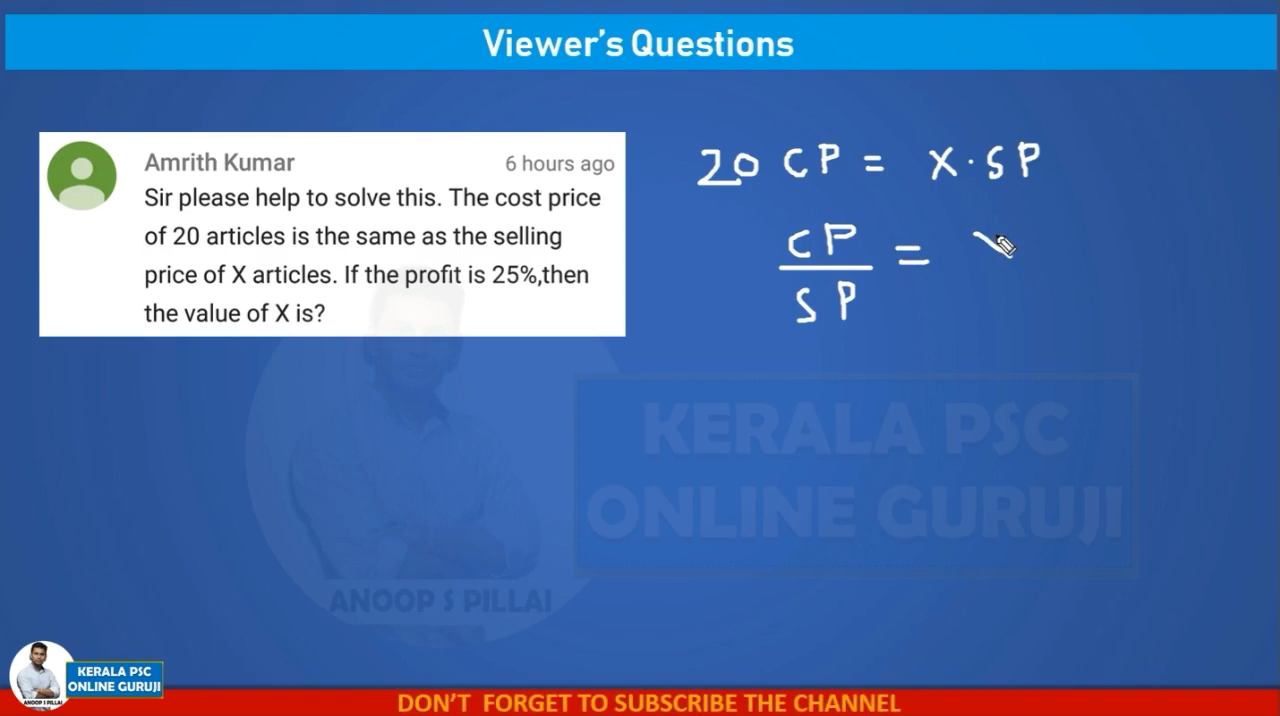 Viewer's Questions
Amrith Kumar 6 hours ago
Sir please help to solve this. The cost price
of 20 articles is the same as the selling
price of X articles. If the profit is 25%,then
the value of X is?
20 CP = X·SP
CP
=
SP
KERALA PSC
ONLINE GURUJI
ANOOP S PILLAI
KERALA PSC
ONLINE GURUJI
ANOOP S PILLAI
DON'T FORGET TO SUBSCRIBE THE CHANNEL